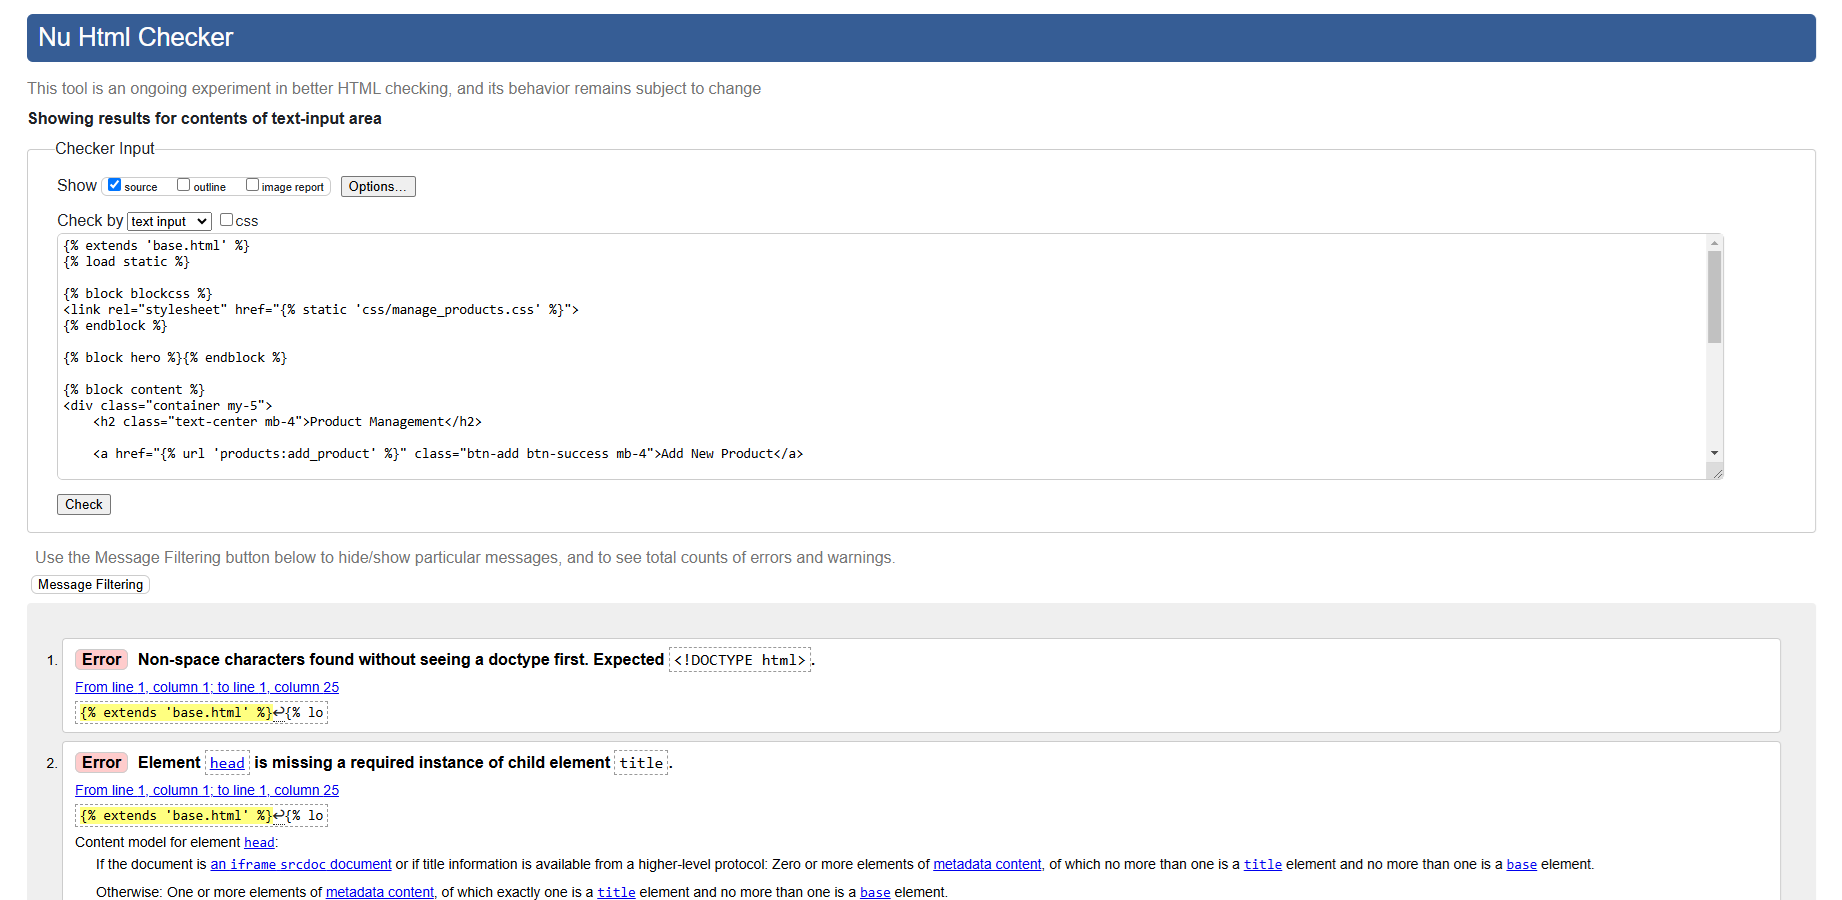 Nu Html Checker
This tool is an ongoing experiment in better HTML checking, and its behavior remains subject to change
Showing results for contents of text-input area
Checker Input
Show source outline image report Options...
Check by text input css
{% extends 'base.html' %}
{% load static %}
{% block blockcss %}
<link rel="stylesheet" href="{% static 'css/manage_products.css' %}">
{% endblock %}
{% block hero %}{% endblock %}
{% block content %}
<div class="container my-5">
<h2 class="text-center mb-4">Product Management</h2>
<a href="{% url 'products:add_product' %}" class="btn-add btn-success mb-4">Add New Product</a>
Check
Use the Message Filtering button below to hide/show particular messages, and to see total counts of errors and warnings.
Message Filtering
1. Error Non-space characters found without seeing a doctype first. Expected <!DOCTYPE html>.
From line 1, column 1; to line 1, column 25
{% extends 'base.html' %}↩{% lo
2. Error Element head is missing a required instance of child element title.
From line 1, column 1; to line 1, column 25
{% extends 'base.html' %}↩{% lo
Content model for element head:
If the document is an iframe srcdoc document or if title information is available from a higher-level protocol: Zero or more elements of metadata content, of which no more than one is a title element and no more than one is a base element.
Otherwise: One or more elements of metadata content, of which exactly one is a title element and no more than one is a base element.